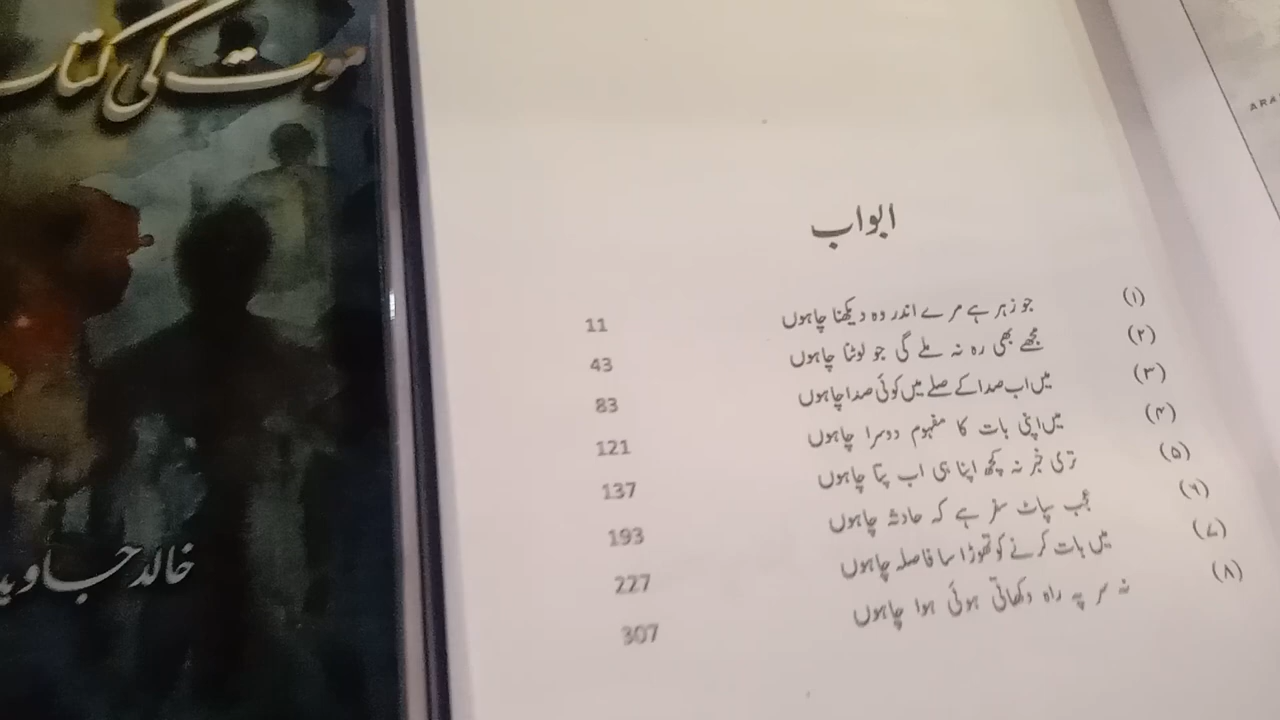 موت کی کتاب
خالد جاوید
ابواب
(۱) جو زہر ہے مرے اندر وہ دیکھنا چاہوں 11
(۲) مجھے بھی رہ نہ ملے گی جو لوٹنا چاہوں 43
(۳) میں اب صدا کے صلے میں کوئی صدا چاہوں 83
(۴) میں اپنی بات کا مفہوم دوسرا چاہوں 121
(۵) تری خبر نہ کچھ اپنا ہی اب پتا چاہوں 137
(۶) عجب سپاٹ سفر ہے کہ حادثہ چاہوں 193
(۷) میں بات کرنے کو تھوڑا سا فاصلہ چاہوں 227
(۸) نہ سر پہ راہ دکھاتی ہوئی ہوا چاہوں 307
ARA